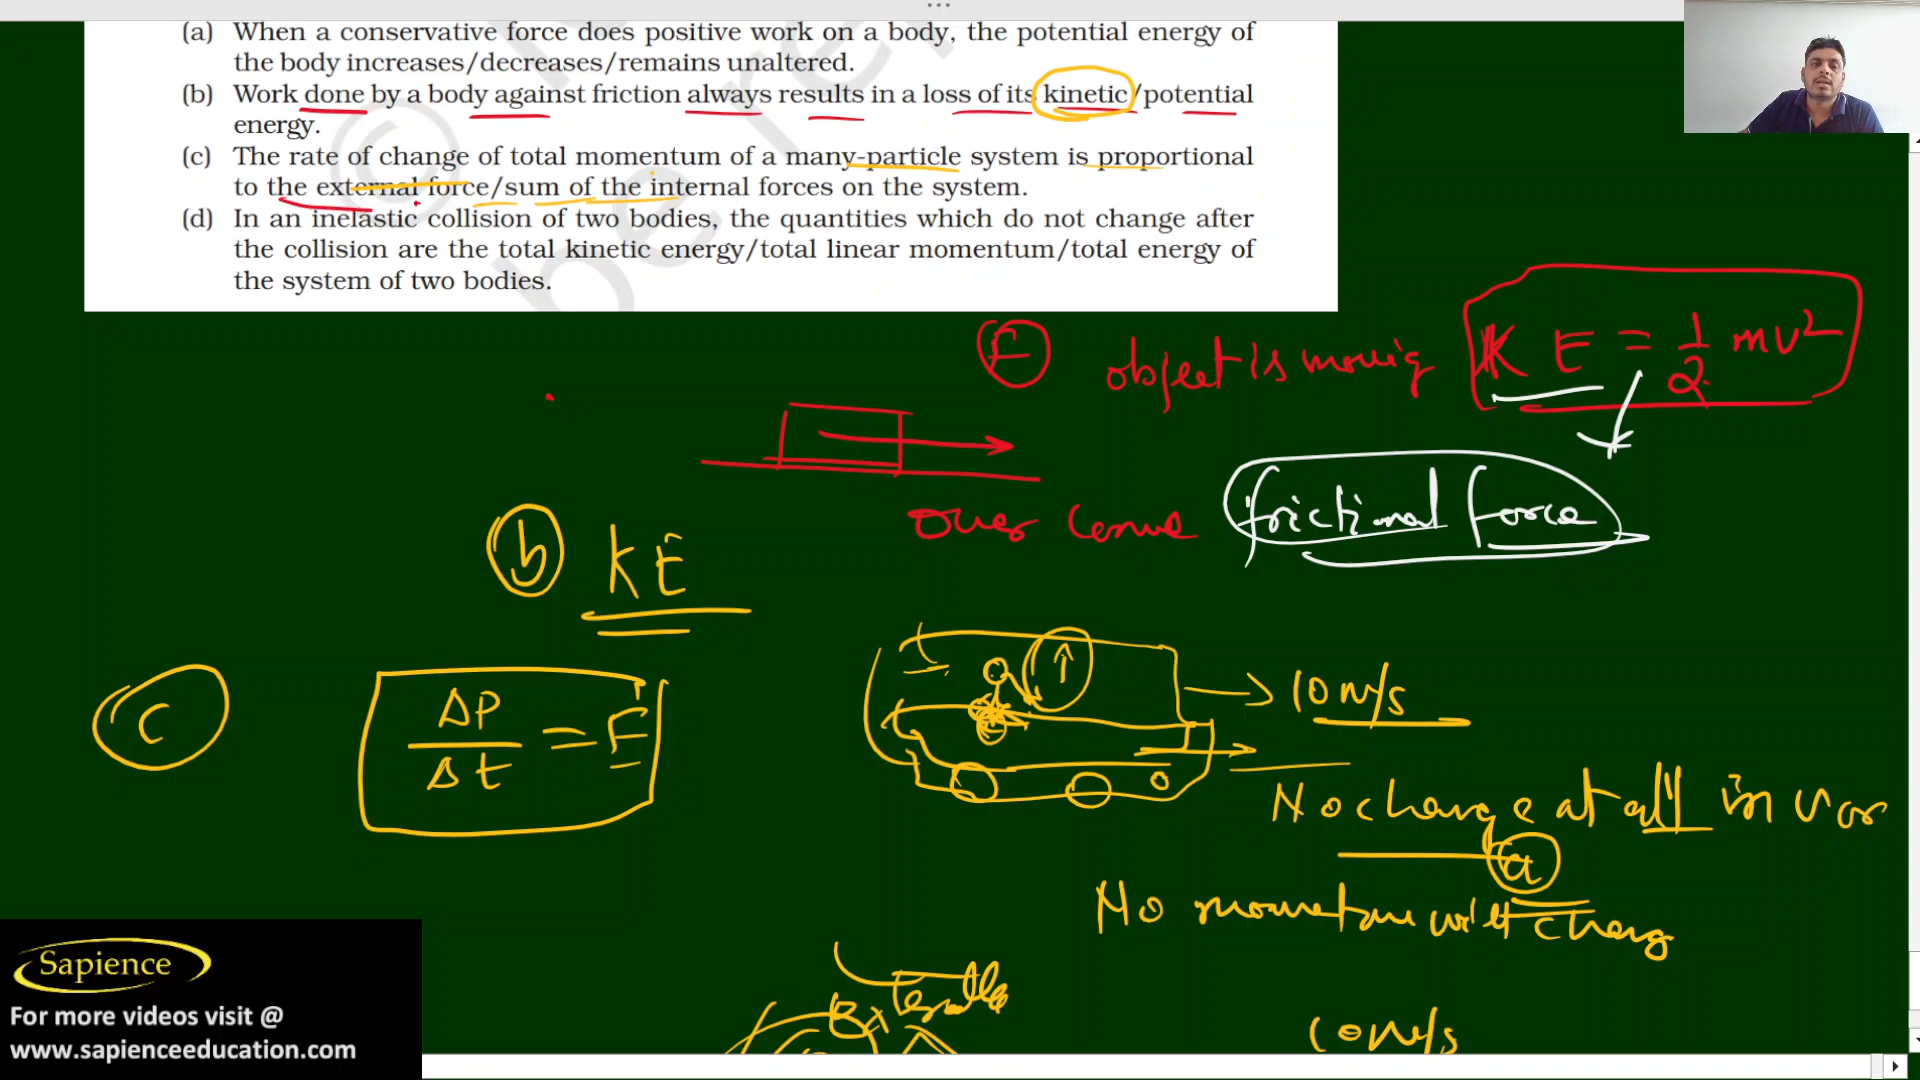 (a) When a conservative force does positive work on a body, the potential energy of
the body increases/decreases/remains unaltered.
(b) Work done by a body against friction always results in a loss of its kinetic/potential
energy.
(c) The rate of change of total momentum of a many-particle system is proportional
to the external force/sum of the internal forces on the system.
(d) In an inelastic collision of two bodies, the quantities which do not change after
the collision are the total kinetic energy/total linear momentum/total energy of
the system of two bodies.
object is moving
KE = 1/2 mv²
over come frictional force
b KE
c
ΔP/Δt = F
→ 10 m/s
No change at all in v or
a
No momentum will change
10 m/s
Sapience
For more videos visit @
www.sapienceeducation.com